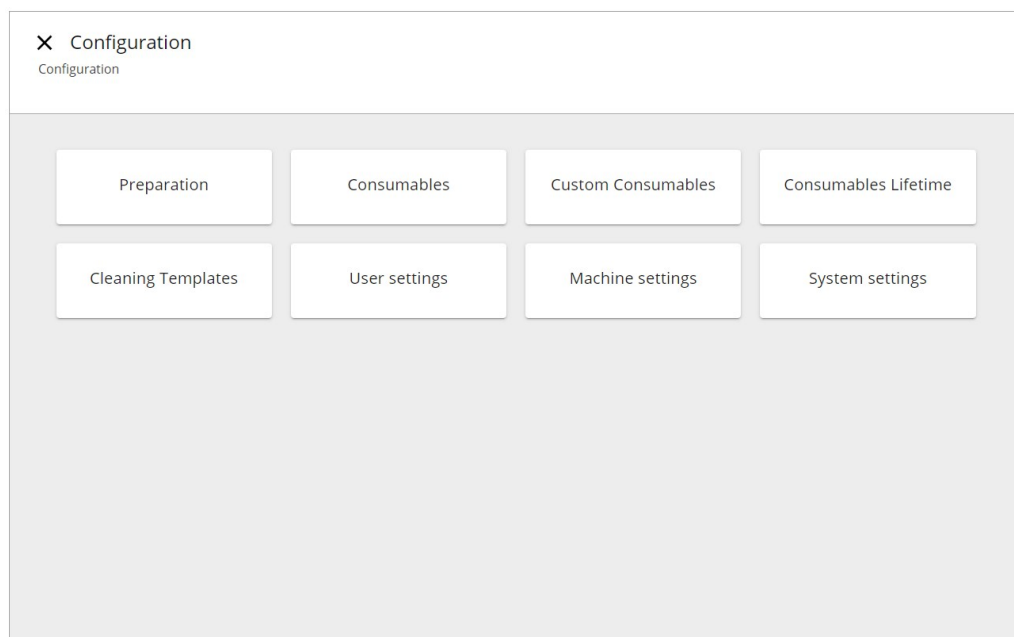 Configuration
Configuration
Preparation
Consumables
Custom Consumables
Consumables Lifetime
Cleaning Templates
User settings
Machine settings
System settings